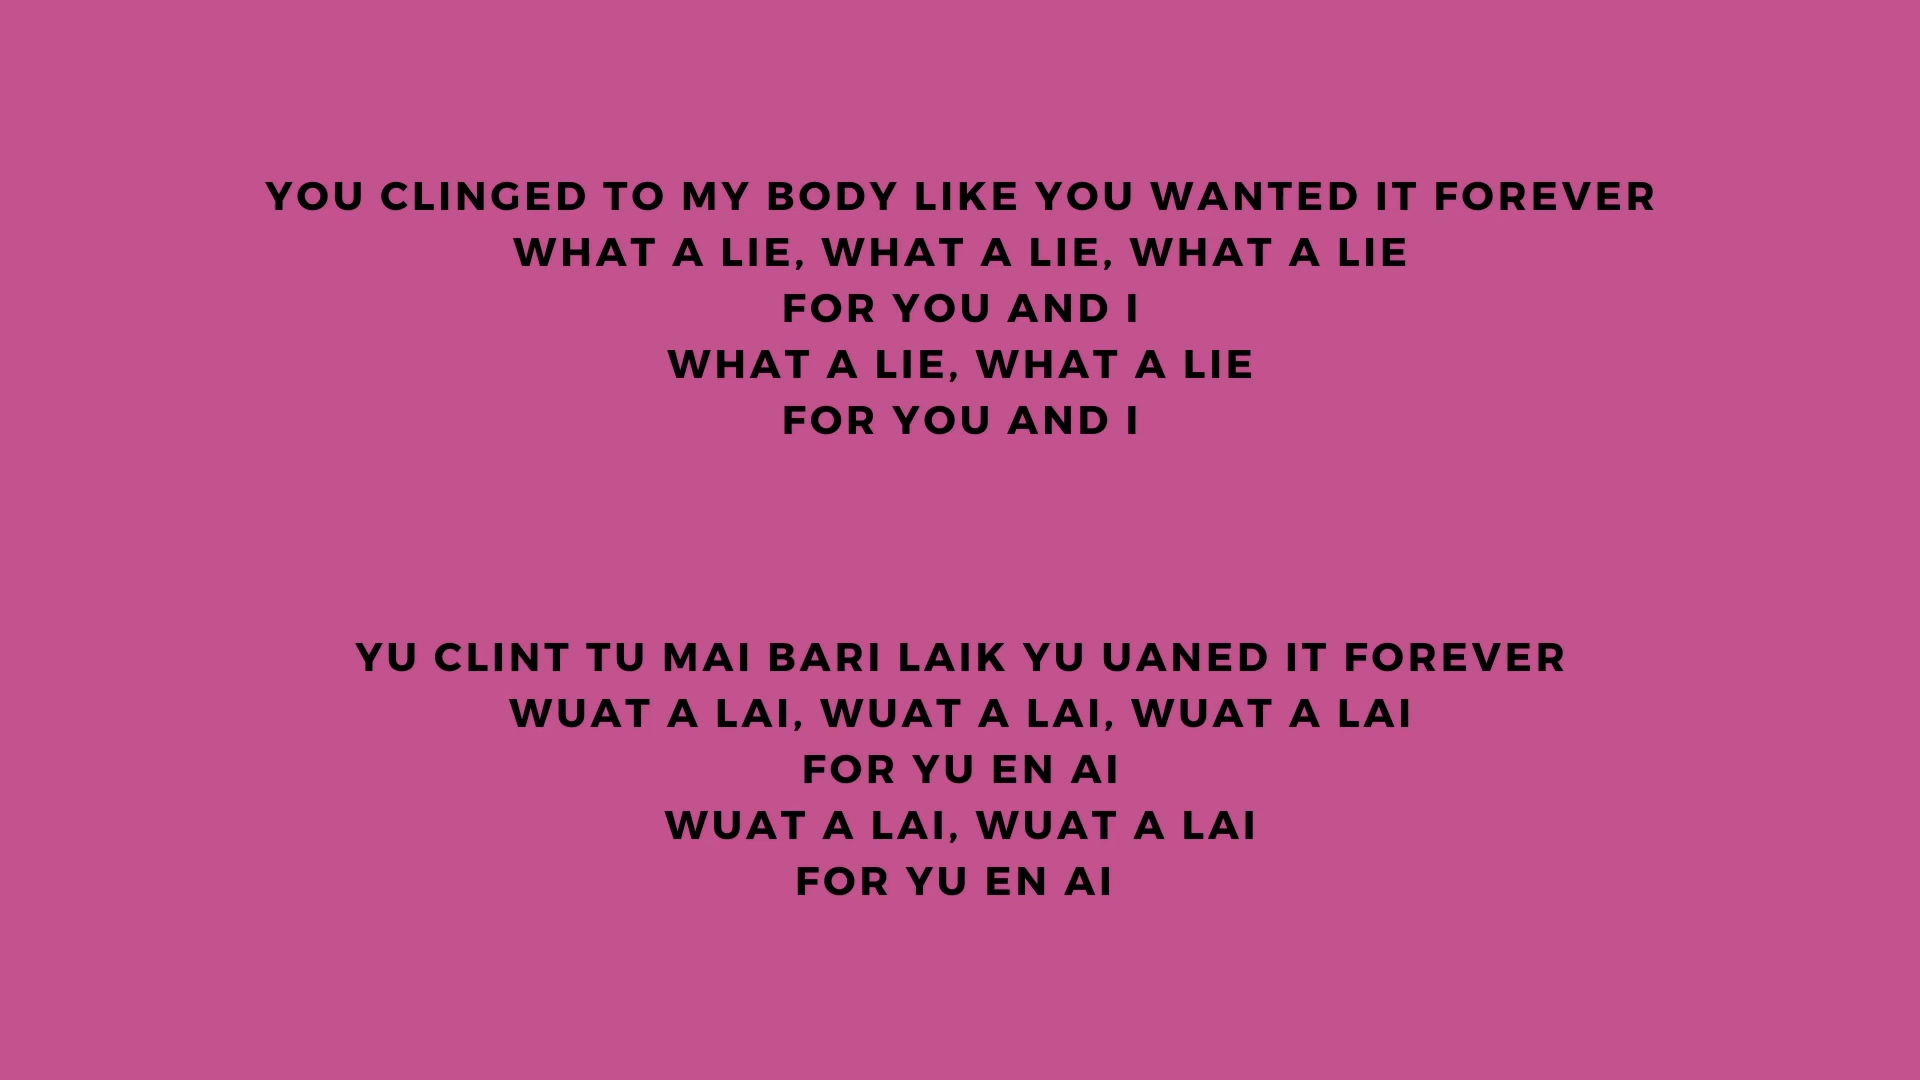 YOU CLINGED TO MY BODY LIKE YOU WANTED IT FOREVER
WHAT A LIE, WHAT A LIE, WHAT A LIE
FOR YOU AND I
WHAT A LIE, WHAT A LIE
FOR YOU AND I
YU CLINT TU MAI BARI LAIK YU UANED IT FOREVER
WUAT A LAI, WUAT A LAI, WUAT A LAI
FOR YU EN AI
WUAT A LAI, WUAT A LAI
FOR YU EN AI